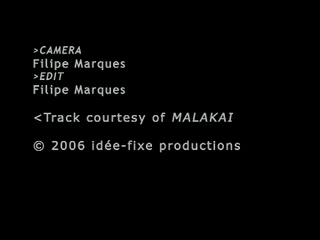 >CAMERA
Filipe Marques
>EDIT
Filipe Marques
<Track courtesy of MALAKAI
© 2006 idée-fixe productions